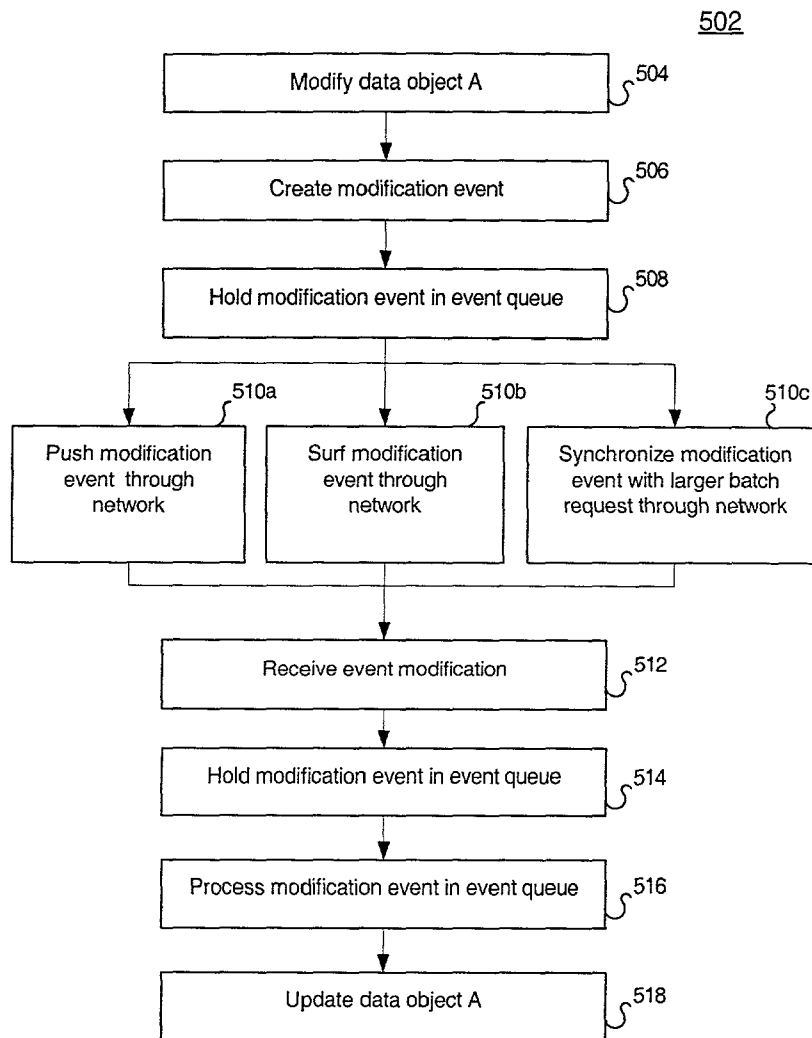 502
Modify data object A
504
Create modification event
506
Hold modification event in event queue
508
510a
510b
510c
Push modification
event through
network
Surf modification
event through
network
Synchronize modification
event with larger batch
request through network
Receive event modification
512
Hold modification event in event queue
514
Process modification event in event queue
516
Update data object A
518